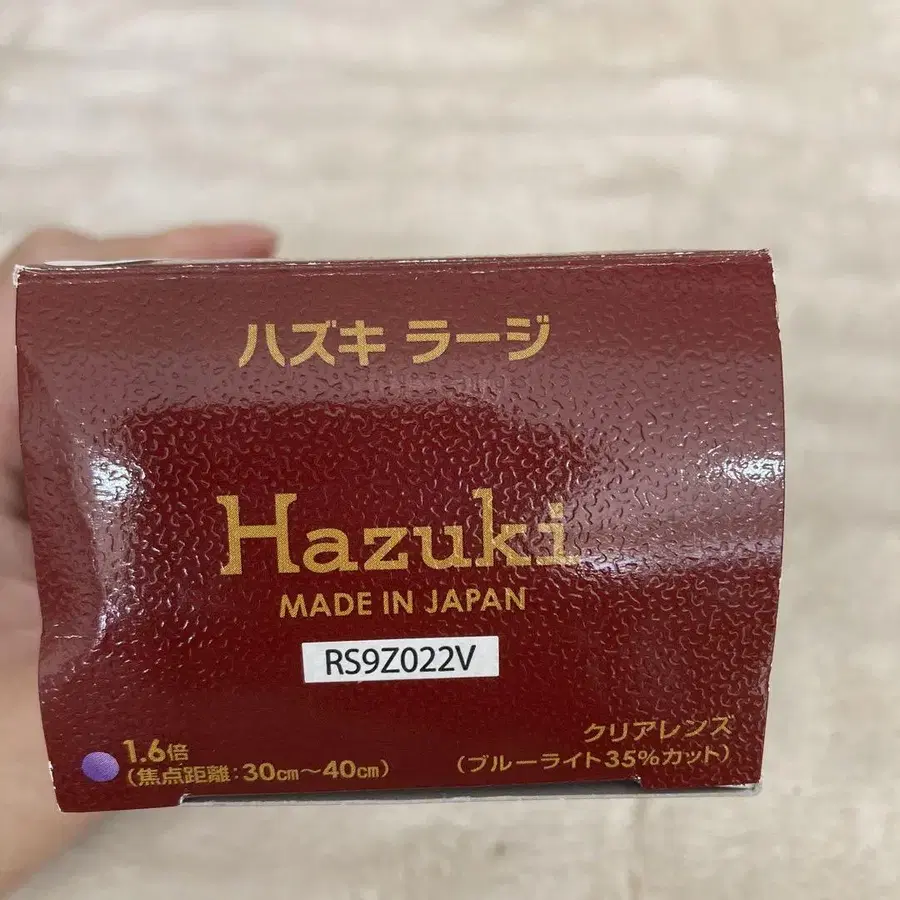 ハズキ ラージ
Hazuki
MADE IN JAPAN
RS9Z022V
1.6倍
(焦点距離:30cm～40cm)
クリアレンズ
(ブルーライト35%カット)